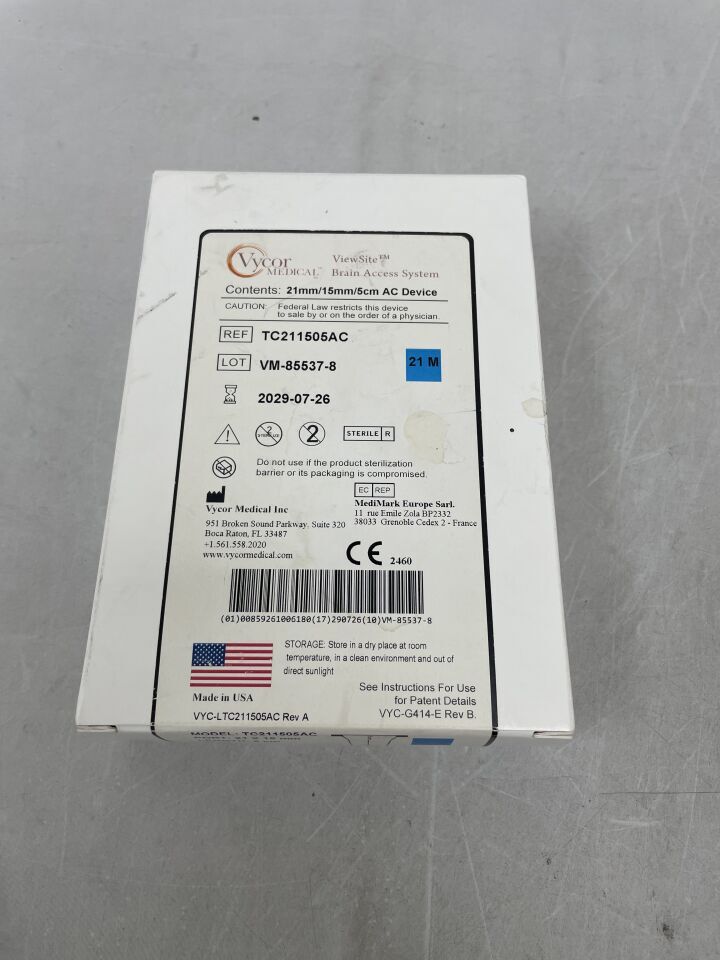 Vycor MEDICAL™
ViewSite™
Brain Access System
Contents: 21mm/15mm/5cm AC Device
CAUTION: Federal Law restricts this device
to sale by or on the order of a physician.
REF TC211505AC
LOT VM-85537-8
21 M
2029-07-26
2 STERILIZE
2
STERILE R
Do not use if the product sterilization
barrier or its packaging is compromised.
Vycor Medical Inc
951 Broken Sound Parkway, Suite 320
Boca Raton, FL 33487
+1.561.558.2020
www.vycormedical.com
EC REP
MediMark Europe Sarl.
11 rue Emile Zola BP2332
38033 Grenoble Cedex 2 - France
CE 2460
(01)00859261006180(17)290726(10)VM-85537-8
STORAGE: Store in a dry place at room
temperature, in a clean environment and out of
direct sunlight
Made in USA
See Instructions For Use
for Patent Details
VYC-LTC211505AC Rev A
VYC-G414-E Rev B.
MODEL: TC211505AC